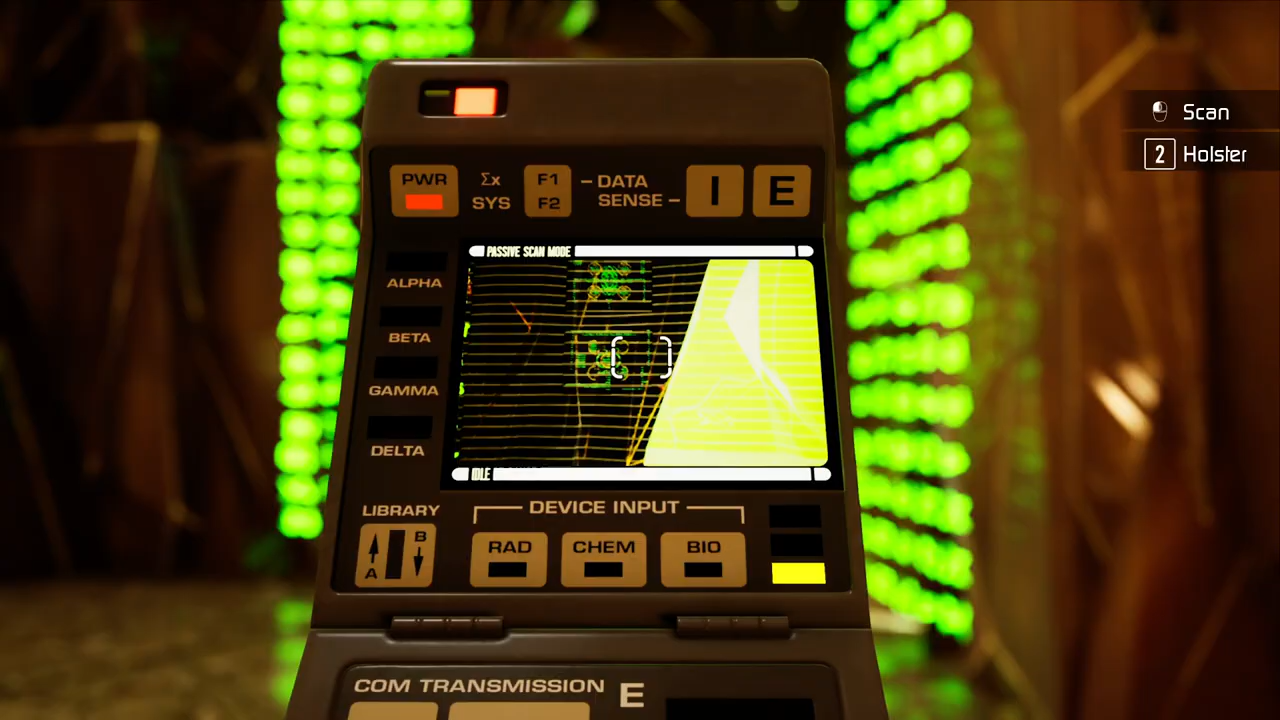 Scan
2 Holster
PWR
Σx
SYS
F1
F2
– DATA
SENSE –
I
E
PASSIVE SCAN MODE
ALPHA
BETA
GAMMA
DELTA
IDLE
LIBRARY
A
B
DEVICE INPUT
RAD
CHEM
BIO
COM TRANSMISSION
E